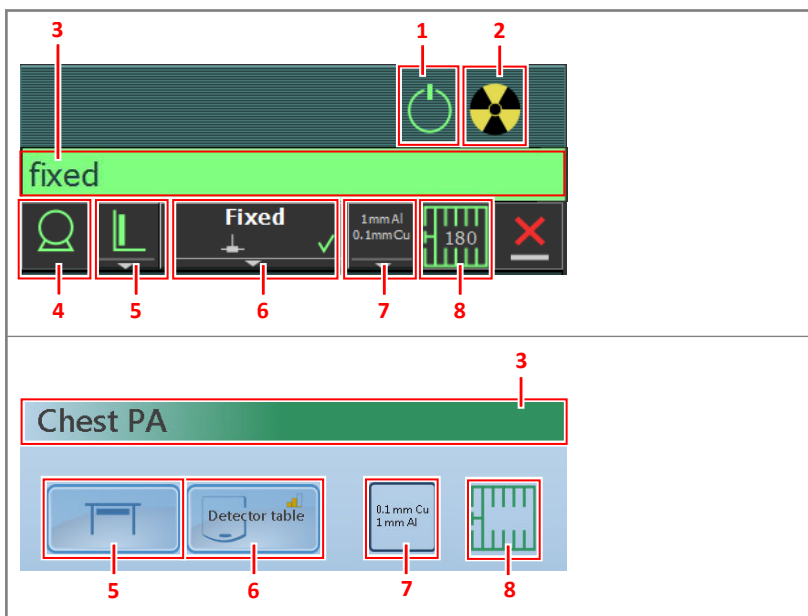 3
1
2
fixed
Fixed
1mm Al
0.1mm Cu
180
4
5
6
7
8
3
Chest PA
Detector table
0.1 mm Cu
1 mm Al
5
6
7
8